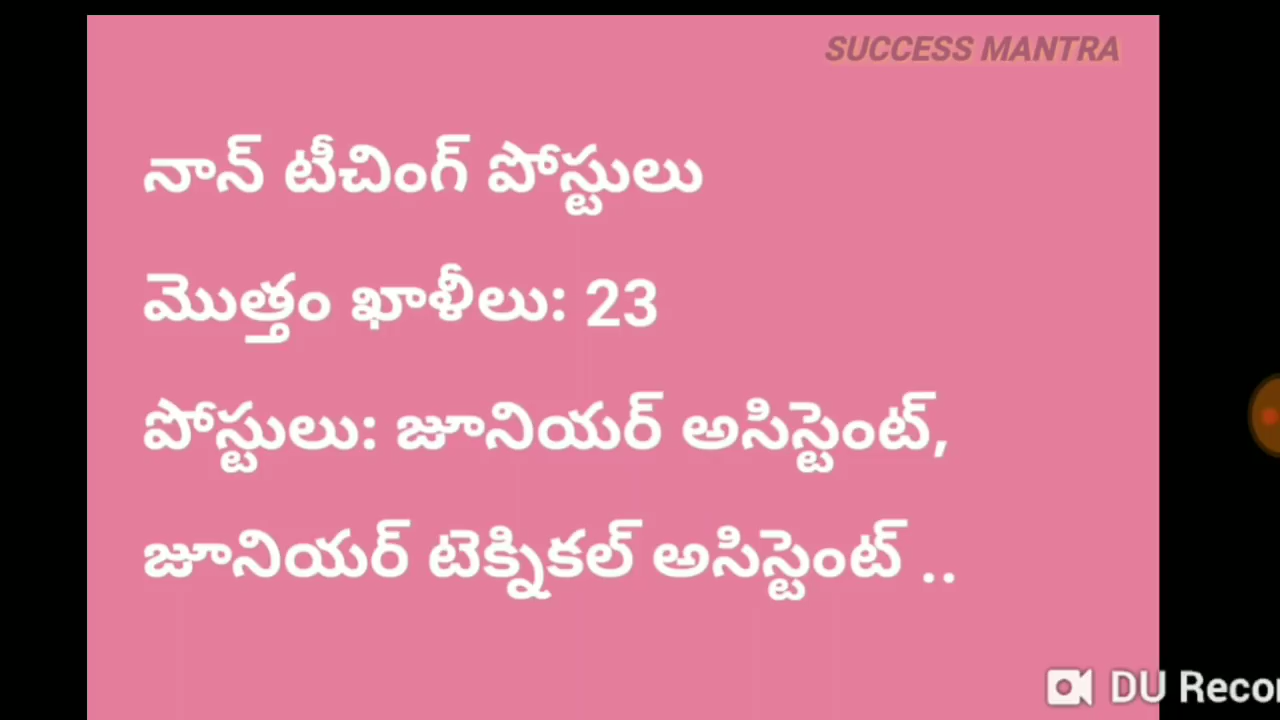 SUCCESS MANTRA
నాన్ టీచింగ్ పోస్టులు
మొత్తం ఖాళీలు: 23
పోస్టులు: జూనియర్ అసిస్టెంట్,
జూనియర్ టెక్నికల్ అసిస్టెంట్ ..
DU Recor